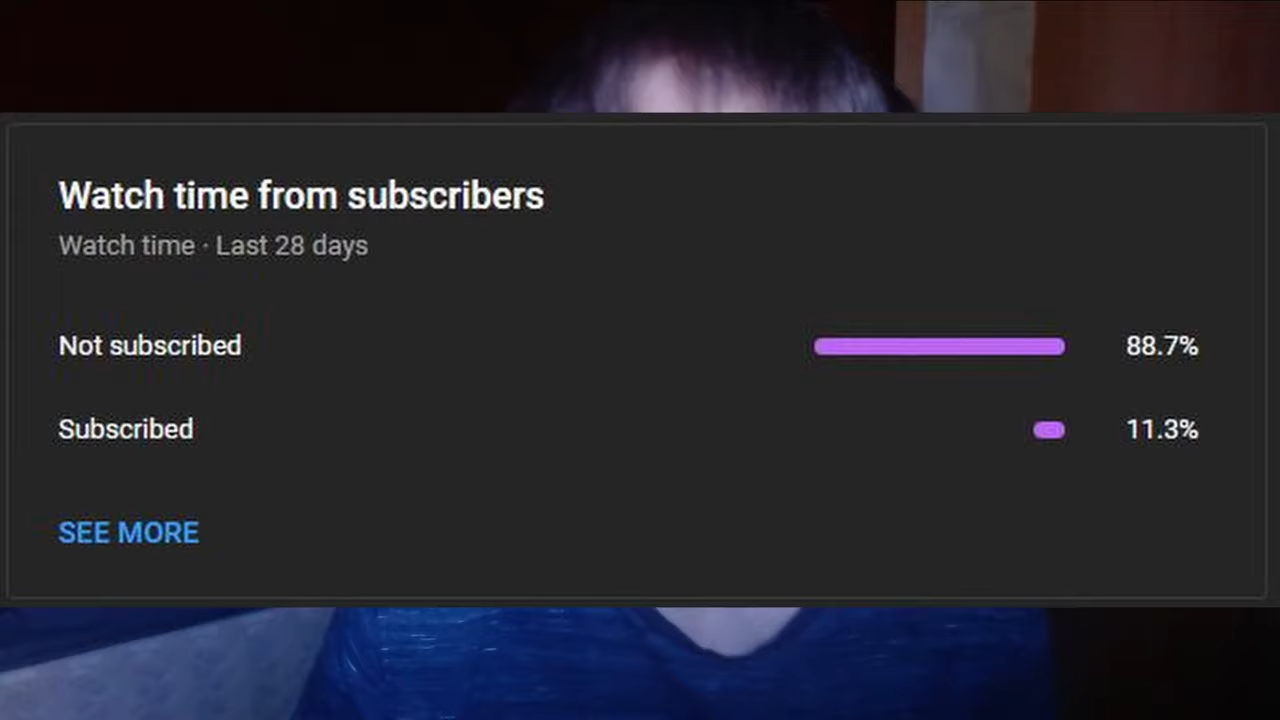 Watch time from subscribers
Watch time · Last 28 days
Not subscribed 88.7%
Subscribed 11.3%
SEE MORE